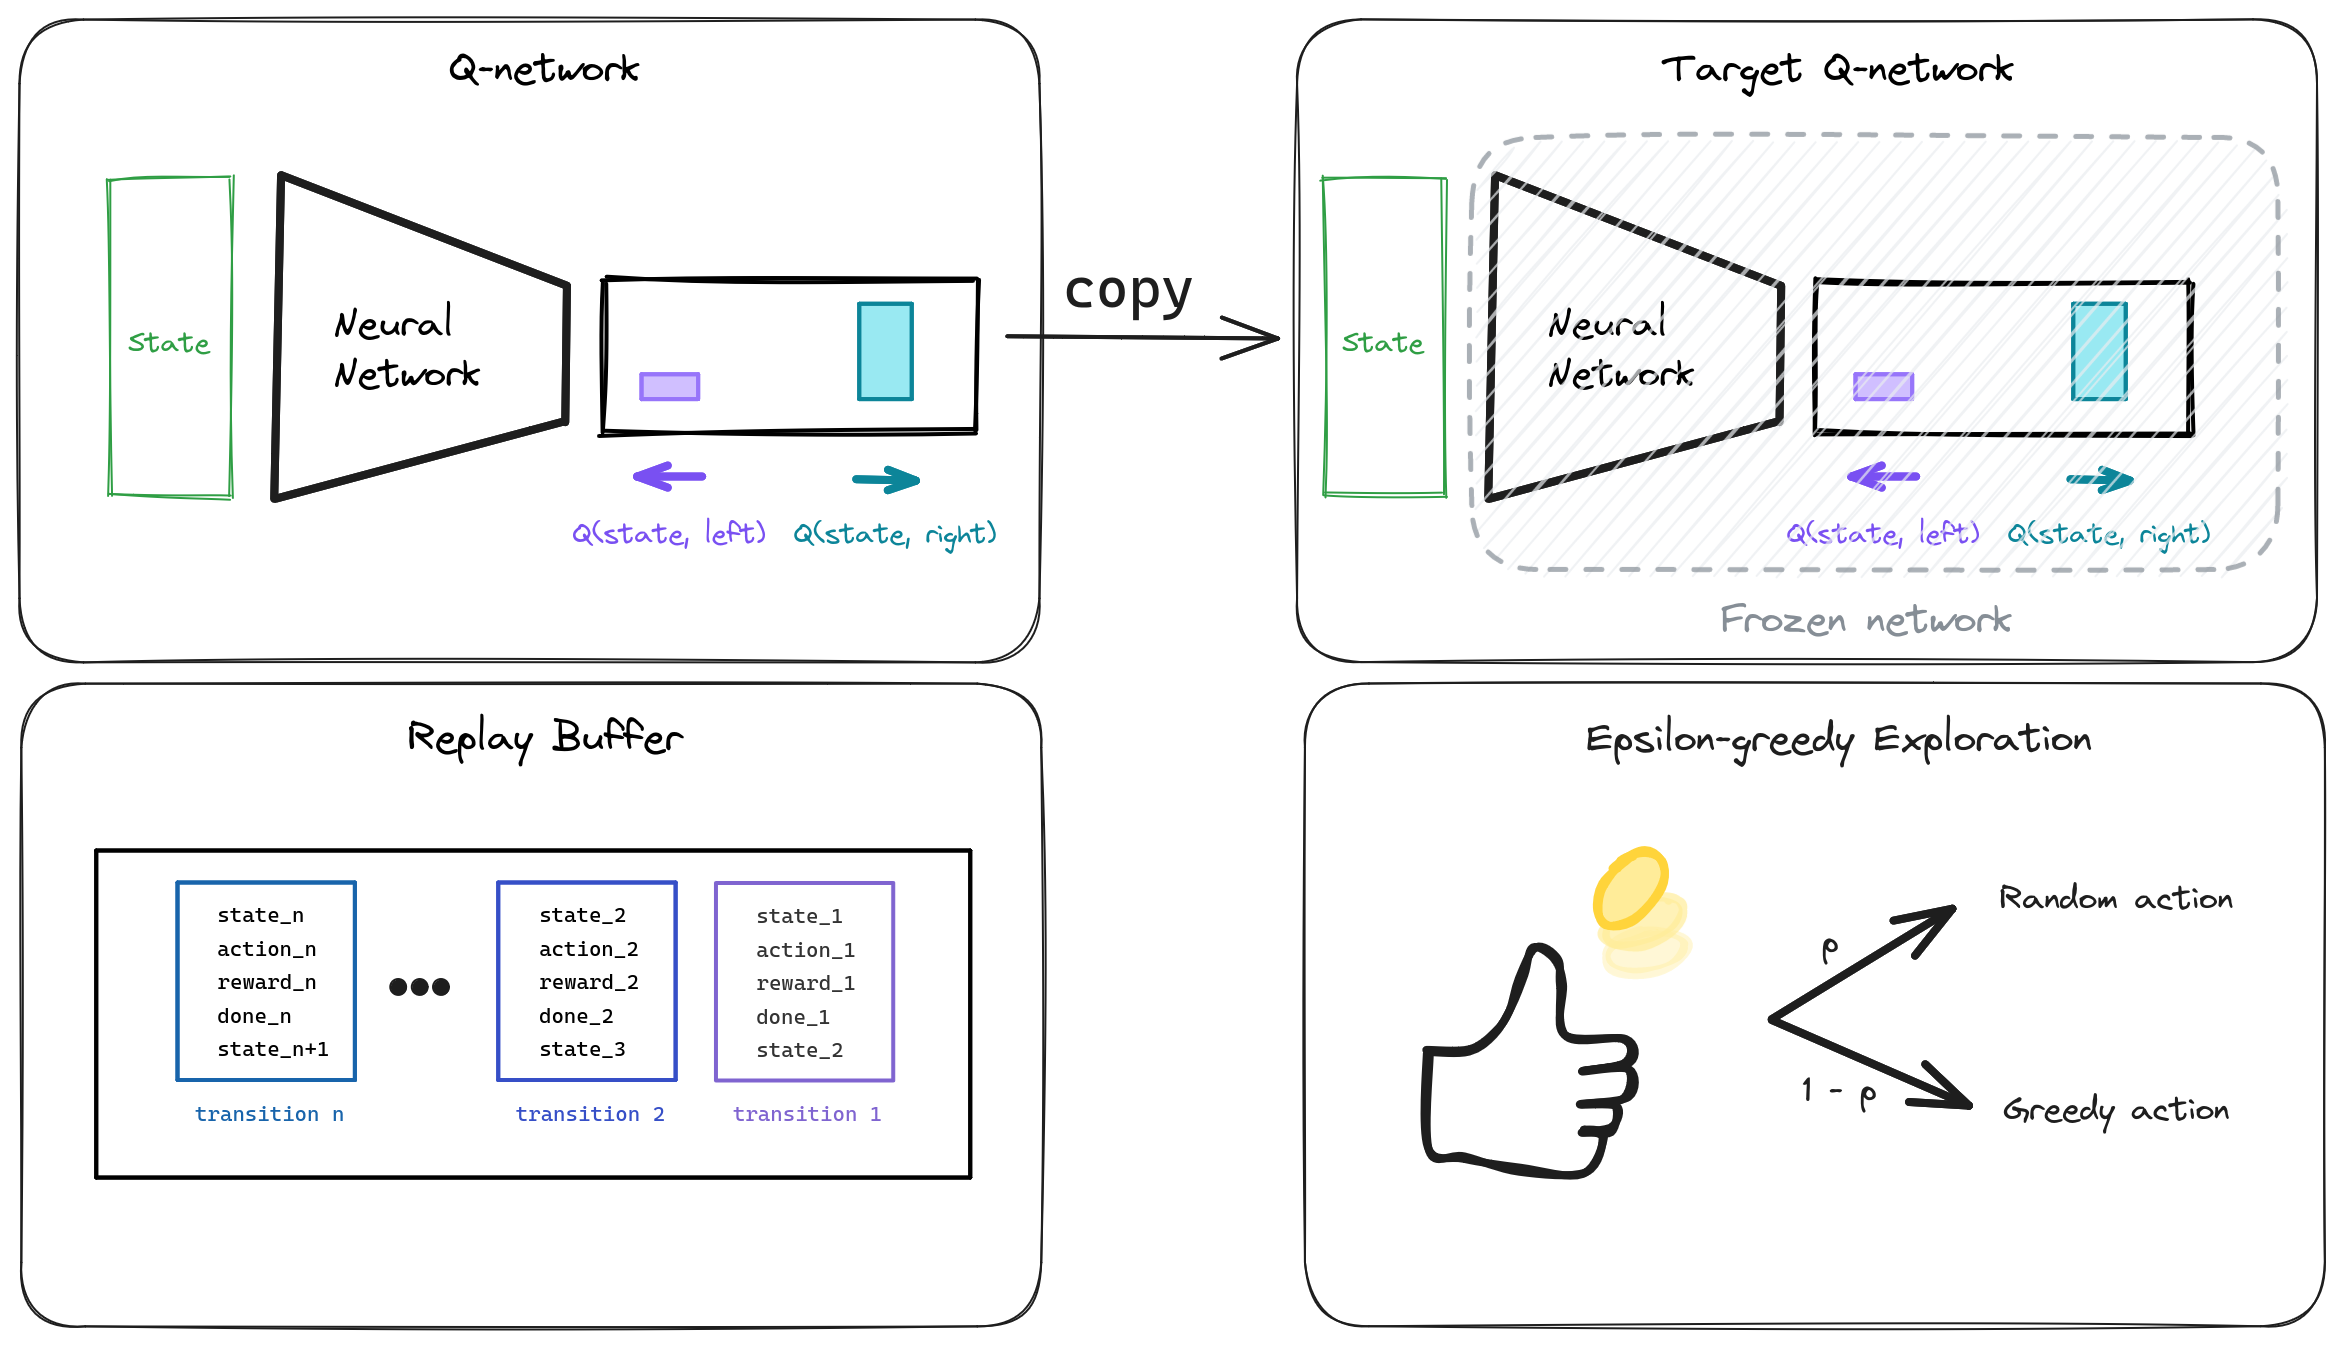 Q-network
State
Neural
Network
Q(state, left)
Q(state, right)
copy
Target Q-network
State
Neural
Network
Q(state, left)
Q(state, right)
Frozen network
Replay Buffer
state_n
action_n
reward_n
done_n
state_n+1
transition n
state_2
action_2
reward_2
done_2
state_3
transition 2
state_1
action_1
reward_1
done_1
state_2
transition 1
Epsilon-greedy Exploration
ρ
Random action
1 - ρ
Greedy action